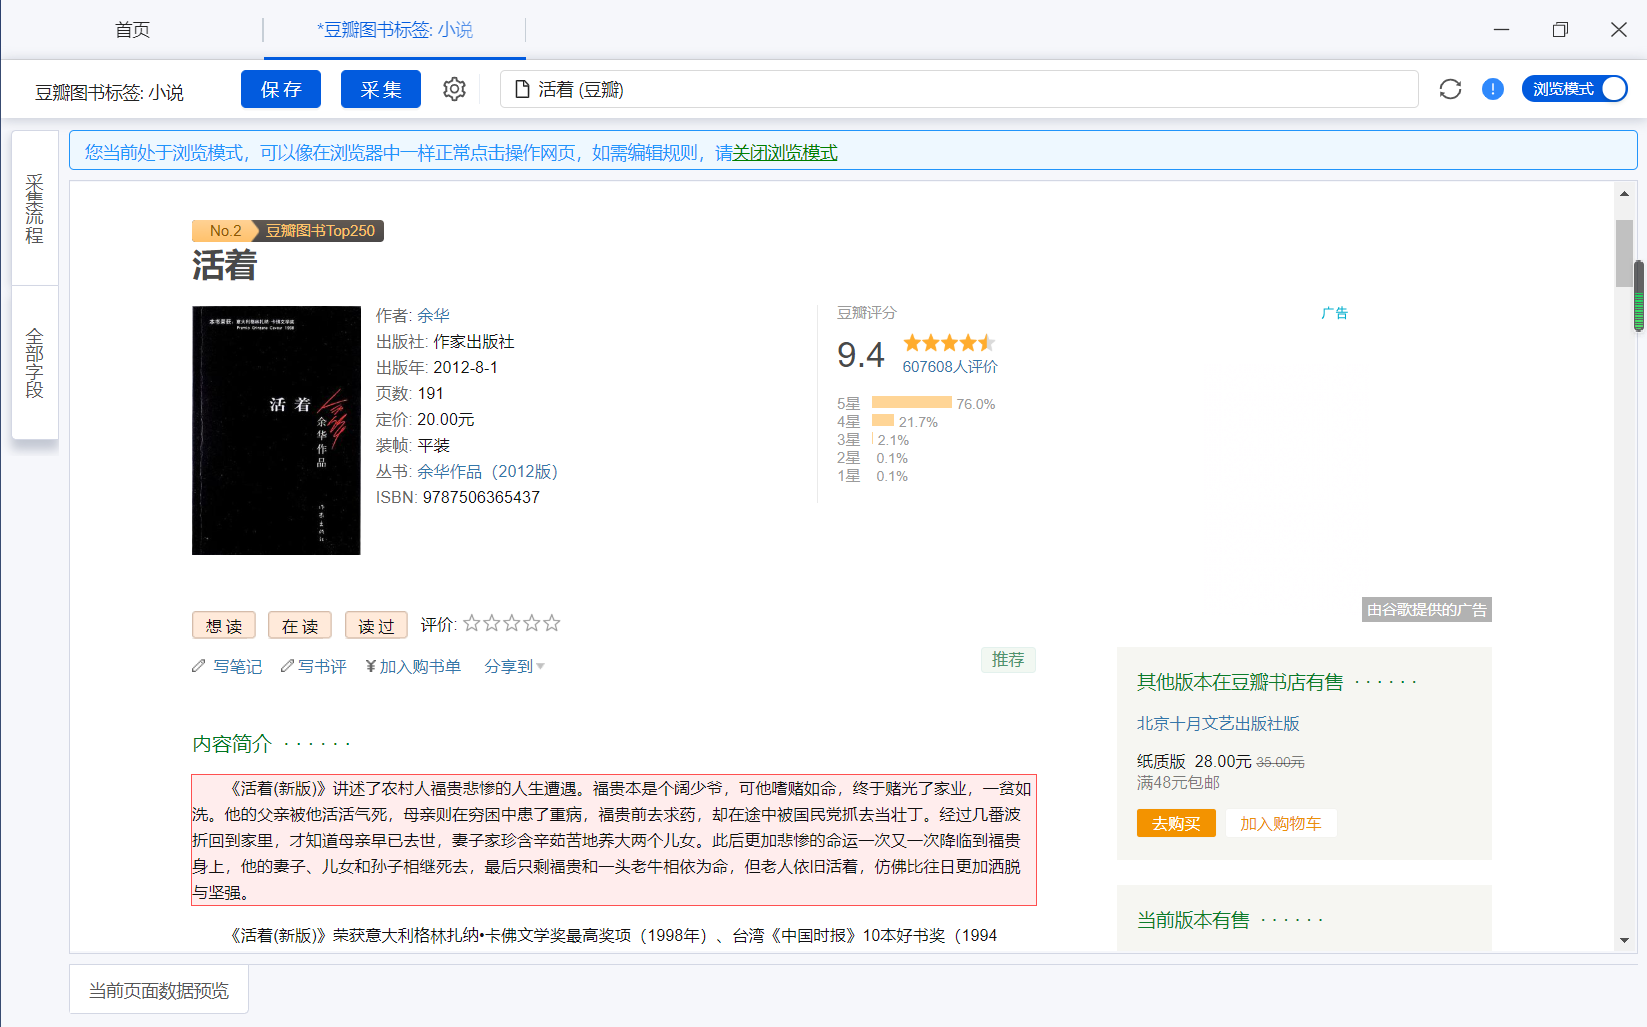 首页
*豆瓣图书标签: 小说
豆瓣图书标签: 小说
保存
采集
活着 (豆瓣)
浏览模式
您当前处于浏览模式，可以像在浏览器中一样正常点击操作网页，如需编辑规则，请关闭浏览模式
采集流程
全部字段
No.2 豆瓣图书Top250
活着
活着
余华作品
作者: 余华
出版社: 作家出版社
出版年: 2012-8-1
页数: 191
定价: 20.00元
装帧: 平装
丛书: 余华作品（2012版）
ISBN: 9787506365437
豆瓣评分
9.4
607608人评价
5星 76.0%
4星 21.7%
3星 2.1%
2星 0.1%
1星 0.1%
广告
由谷歌提供的广告
想读 在读 读过 评价:
写笔记 写书评 ¥加入购书单 分享到
推荐
内容简介 · · · · · ·
《活着(新版)》讲述了农村人福贵悲惨的人生遭遇。福贵本是个阔少爷，可他嗜赌如命，终于赌光了家业，一贫如
洗。他的父亲被他活活气死，母亲则在穷困中患了重病，福贵前去求药，却在途中被国民党抓去当壮丁。经过几番波
折回到家里，才知道母亲早已去世，妻子家珍含辛茹苦地养大两个儿女。此后更加悲惨的命运一次又一次降临到福贵
身上，他的妻子、儿女和孙子相继死去，最后只剩福贵和一头老牛相依为命，但老人依旧活着，仿佛比往日更加洒脱
与坚强。
《活着(新版)》荣获意大利格林扎纳•卡佛文学奖最高奖项（1998年）、台湾《中国时报》10本好书奖（1994
其他版本在豆瓣书店有售 · · · · · ·
北京十月文艺出版社版
纸质版 28.00元 35.00元
满48元包邮
去购买 加入购物车
当前版本有售 · · · · · ·
当前页面数据预览